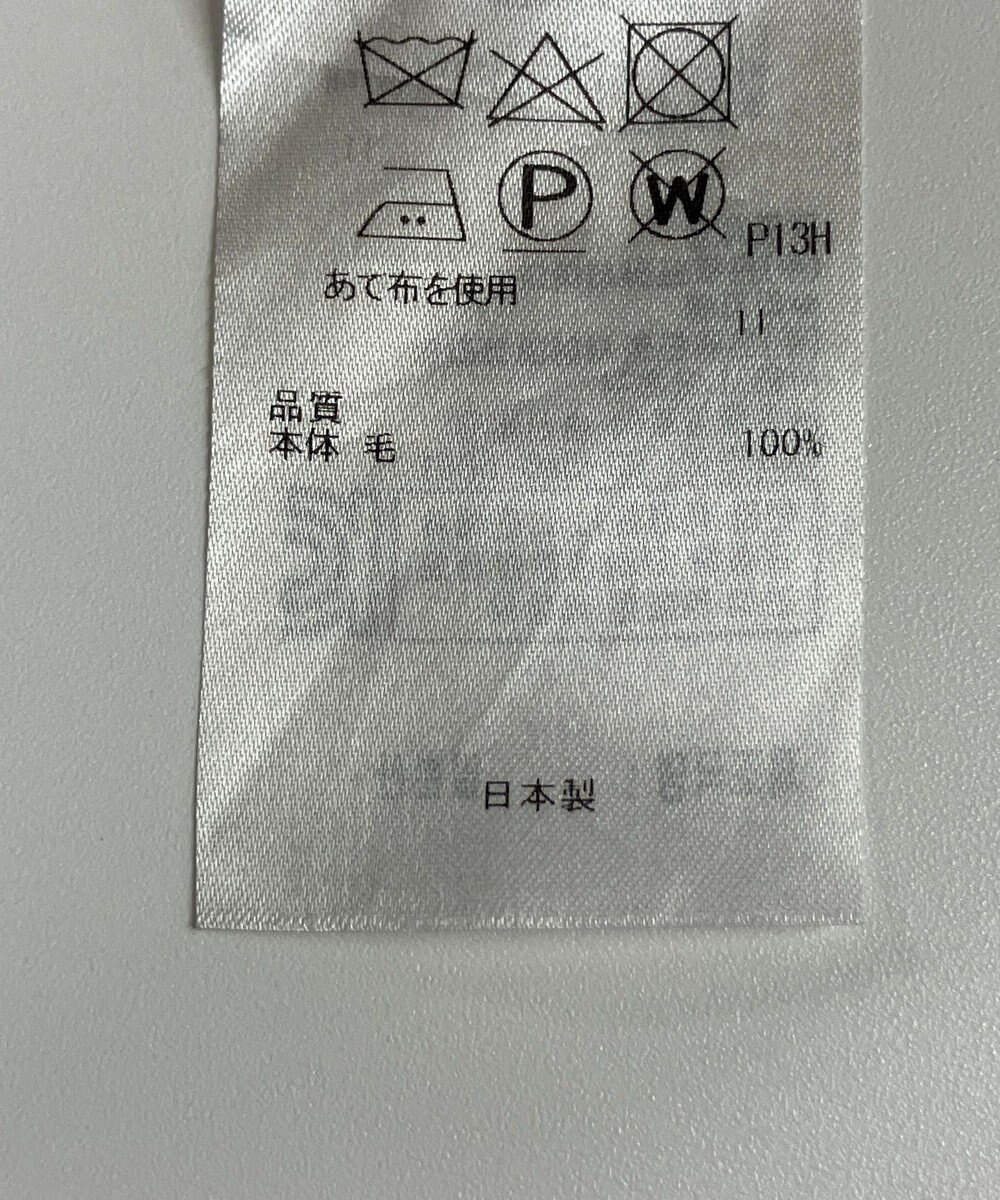 P W P13H
あて布を使用
11
品質
本体 毛 100%
日本製